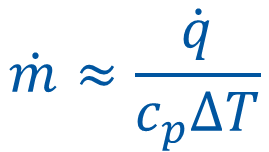 ṁ ≈ q̇ / (c_p ΔT)